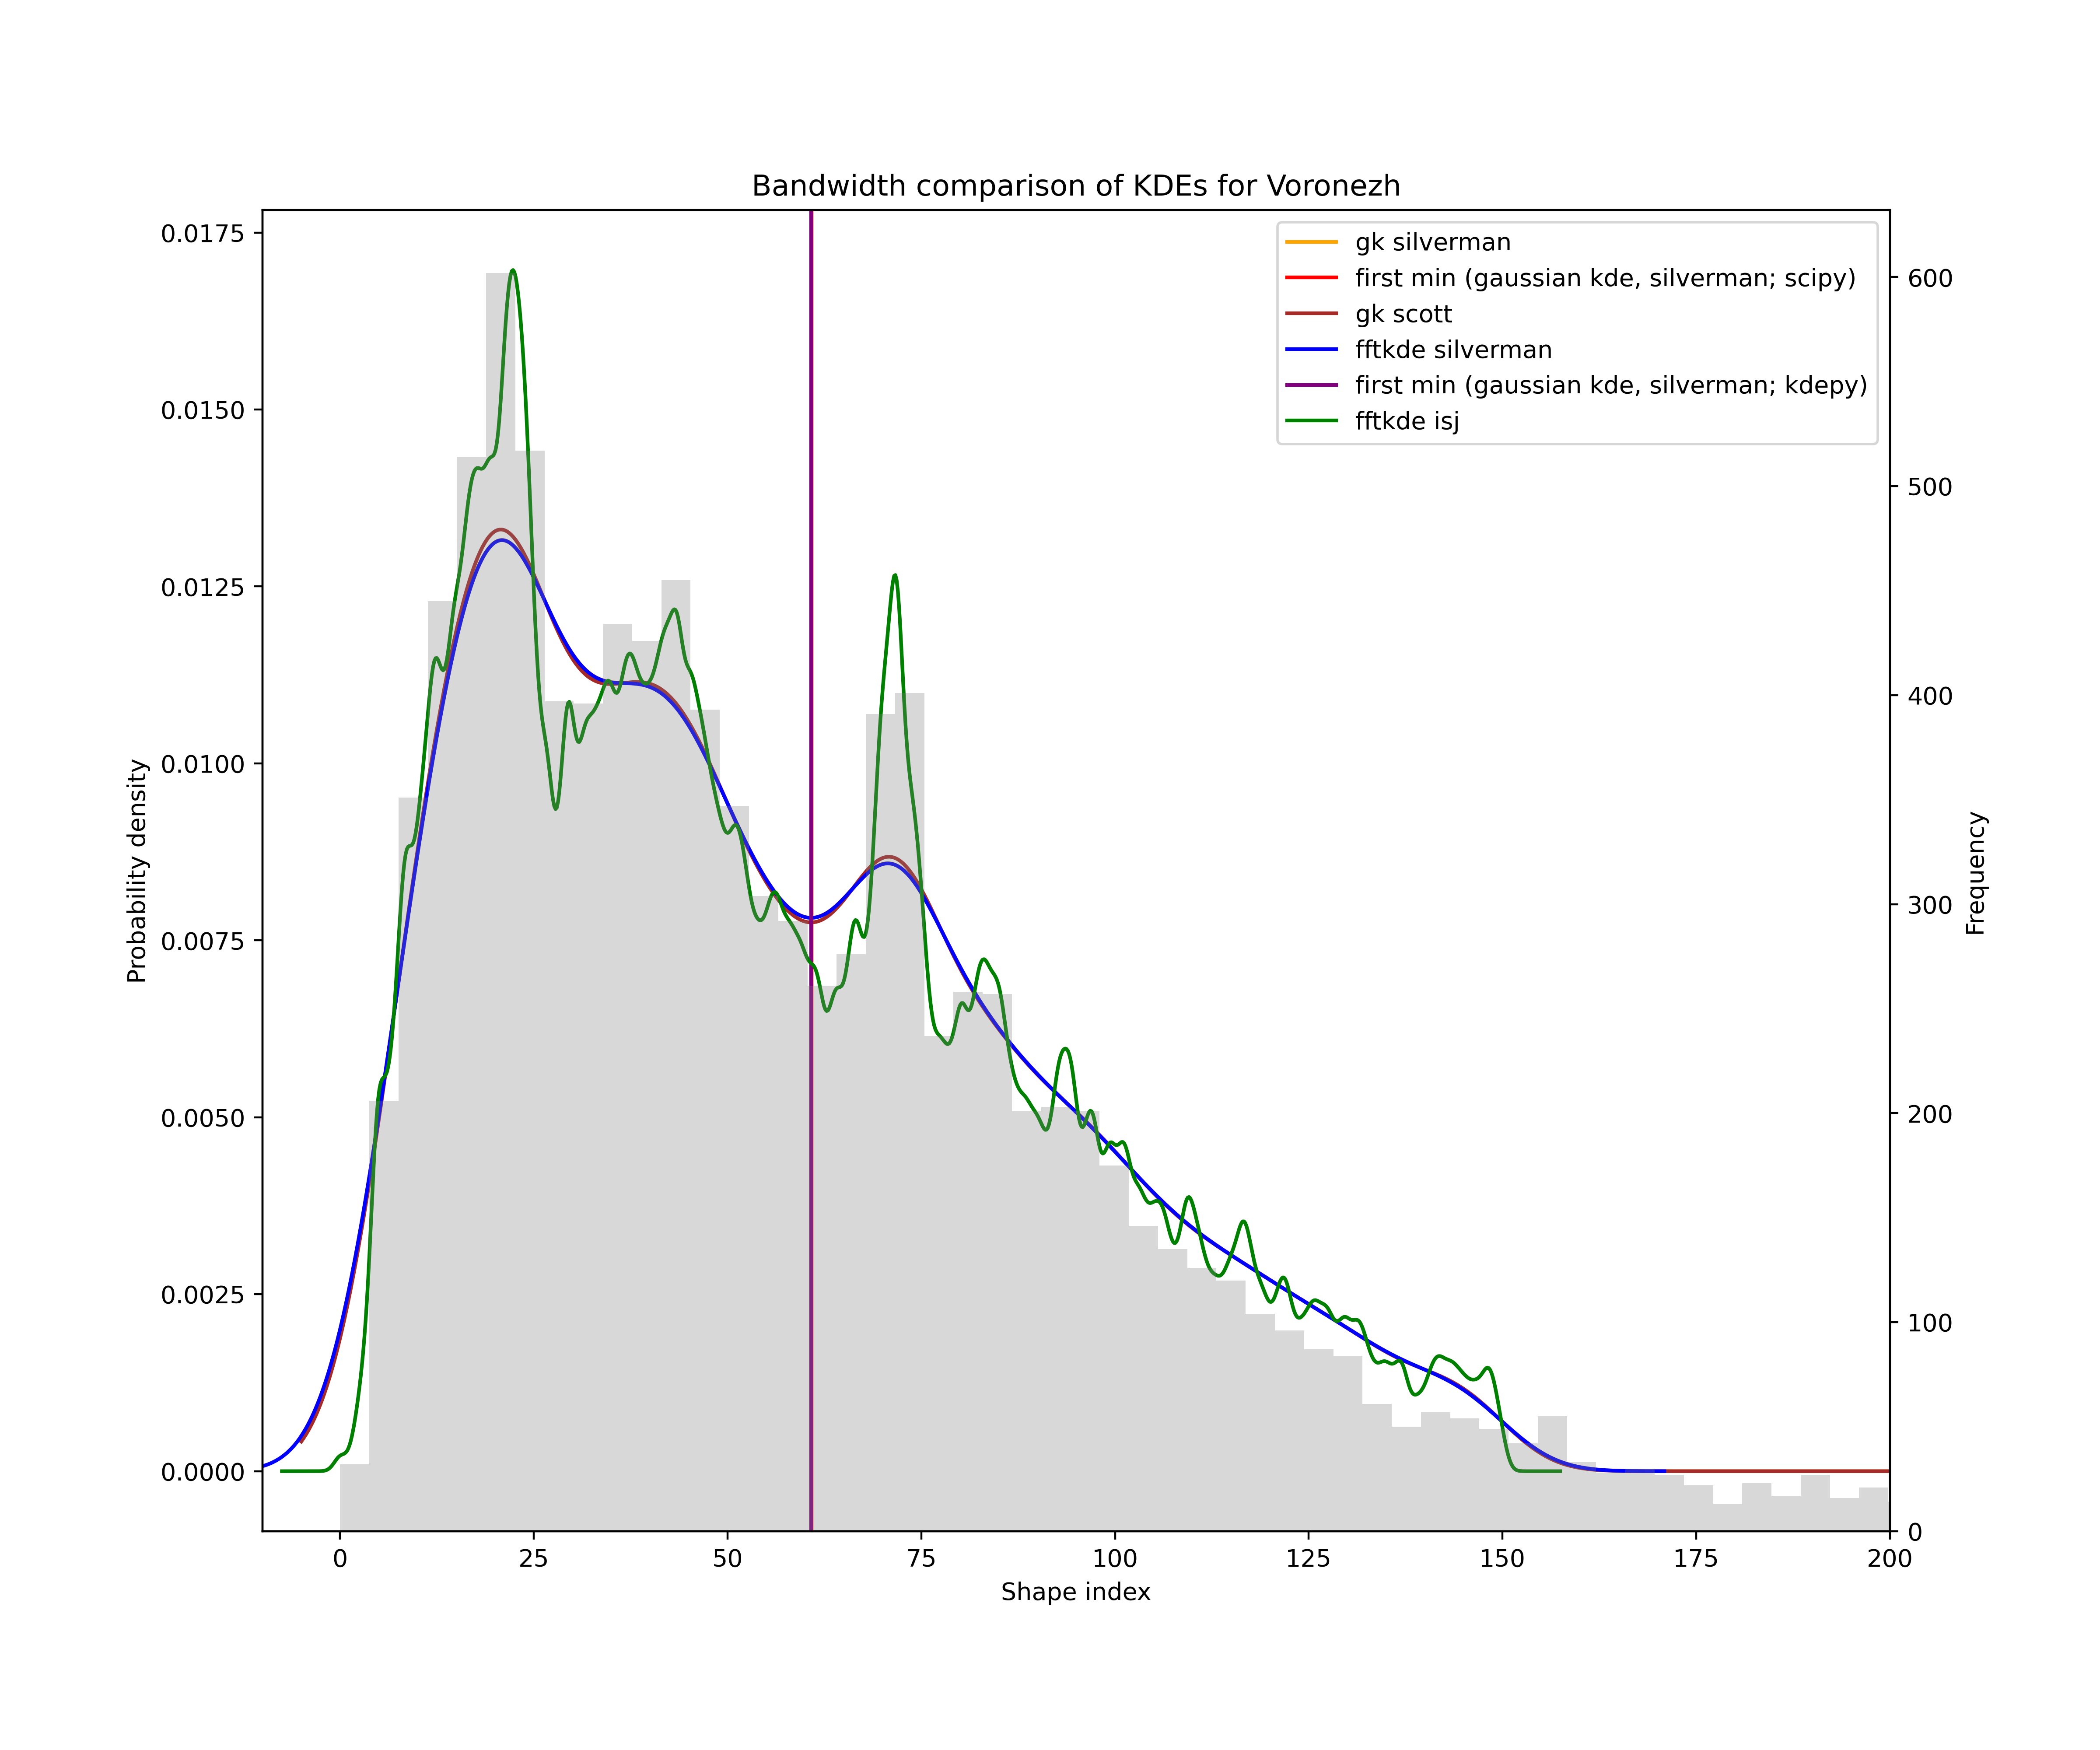 Bandwidth comparison of KDEs for Voronezh
gk silverman
first min (gaussian kde, silverman; scipy)
gk scott
fftkde silverman
first min (gaussian kde, silverman; kdepy)
fftkde isj
0.0175
0.0150
0.0125
0.0100
0.0075
0.0050
0.0025
0.0000
Probability density
600
500
400
300
200
100
0
Frequency
0 25 50 75 100 125 150 175 200
Shape index